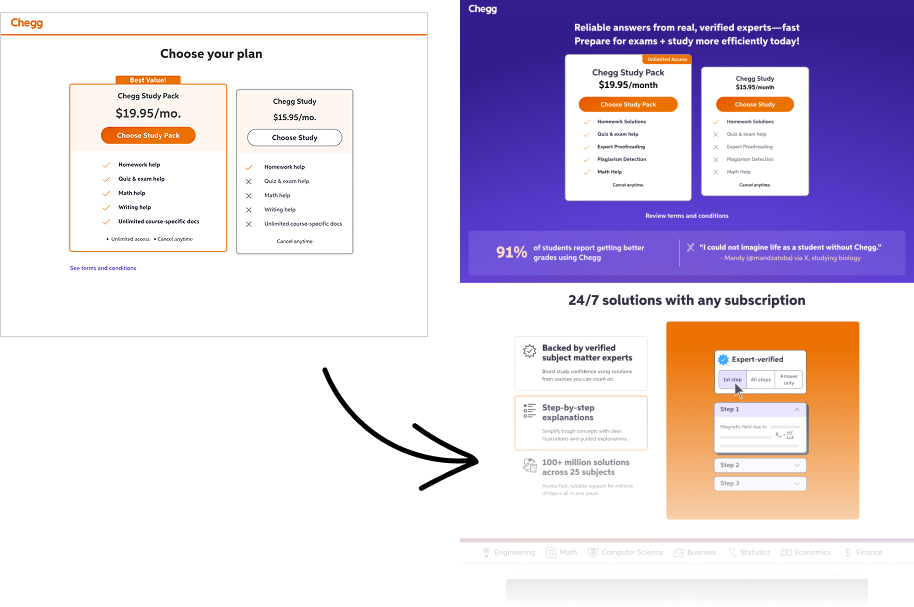 Chegg
Choose your plan
Best Value!
Chegg Study Pack
$19.95/mo.
Choose Study Pack
Homework help
Quiz & exam help
Math help
Writing help
Unlimited course-specific docs
• Unlimited access • Cancel anytime
Chegg Study
$15.95/mo.
Choose Study
Homework help
Quiz & exam help
Math help
Writing help
Unlimited course-specific docs
Cancel anytime
See terms and conditions
Chegg
Reliable answers from real, verified experts—fast
Prepare for exams + study more efficiently today!
Unlimited Access
Chegg Study Pack
$19.95/month
Choose Study Pack
Homework Solutions
Quiz & exam help
Expert Proofreading
Plagiarism Detection
Math Help
Cancel anytime.
Chegg Study
$15.95/month
Choose Study
Homework Solutions
Quiz & exam help
Expert Proofreading
Plagiarism Detection
Math Help
Cancel anytime.
Review terms and conditions
91%
of students report getting better
grades using Chegg
“I could not imagine life as a student without Chegg.”
- Mandy (@mandzatoba) via X, studying biology
24/7 solutions with any subscription
Backed by verified
subject matter experts
Boost study confidence using solutions
from sources you can count on.
Step-by-step
explanations
Simplify tough concepts with clear
illustrations and guided explanations.
100+ million solutions
across 25 subjects
Access fast, reliable support for millions
of topics all in one place.
Expert-verified
1st step
All steps
Answer
only
Step 1
Magnetic field due to
Step 2
Step 3
Engineering
Math
Computer Science
Business
Statistics
Economics
Finance